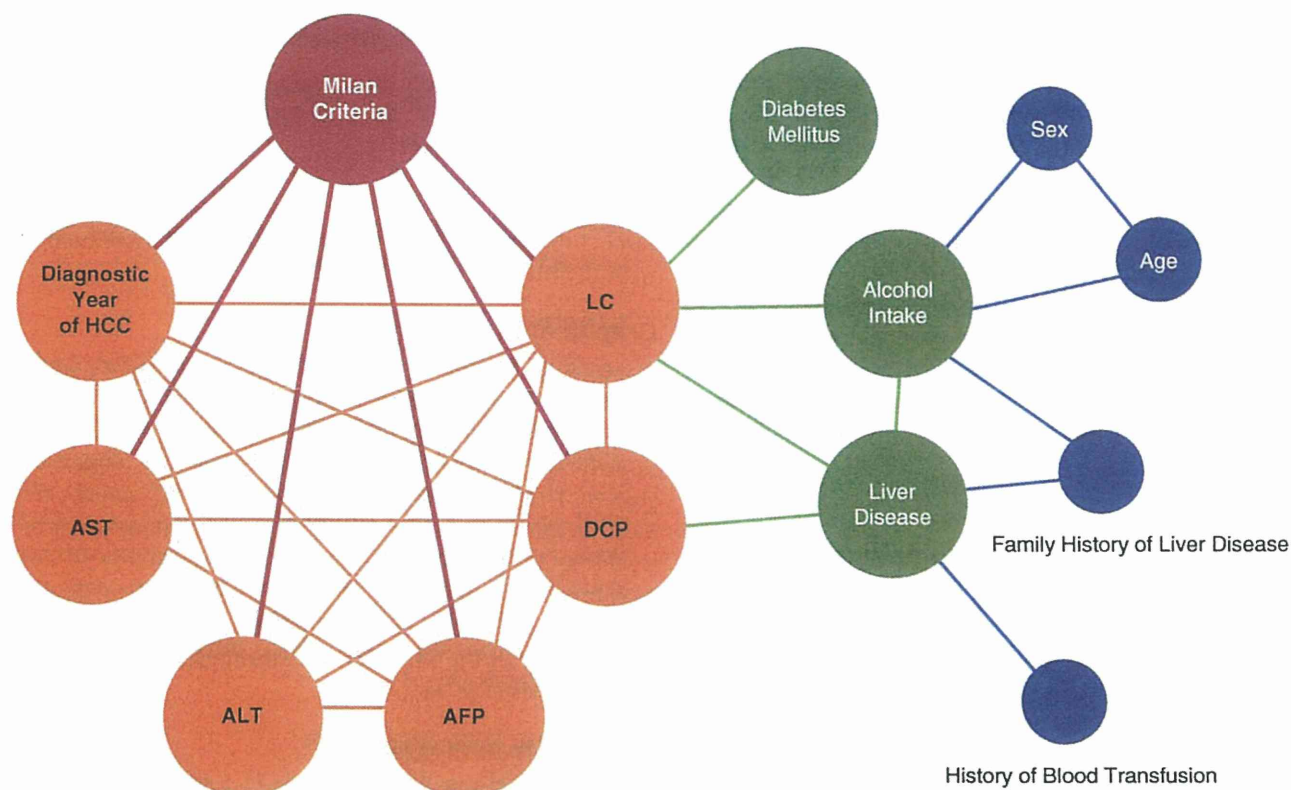 Milan
Criteria
Diabetes
Mellitus
Sex
Diagnostic
Year
of HCC
LC
Alcohol
Intake
Age
AST
DCP
Liver
Disease
Family History of Liver Disease
ALT
AFP
History of Blood Transfusion